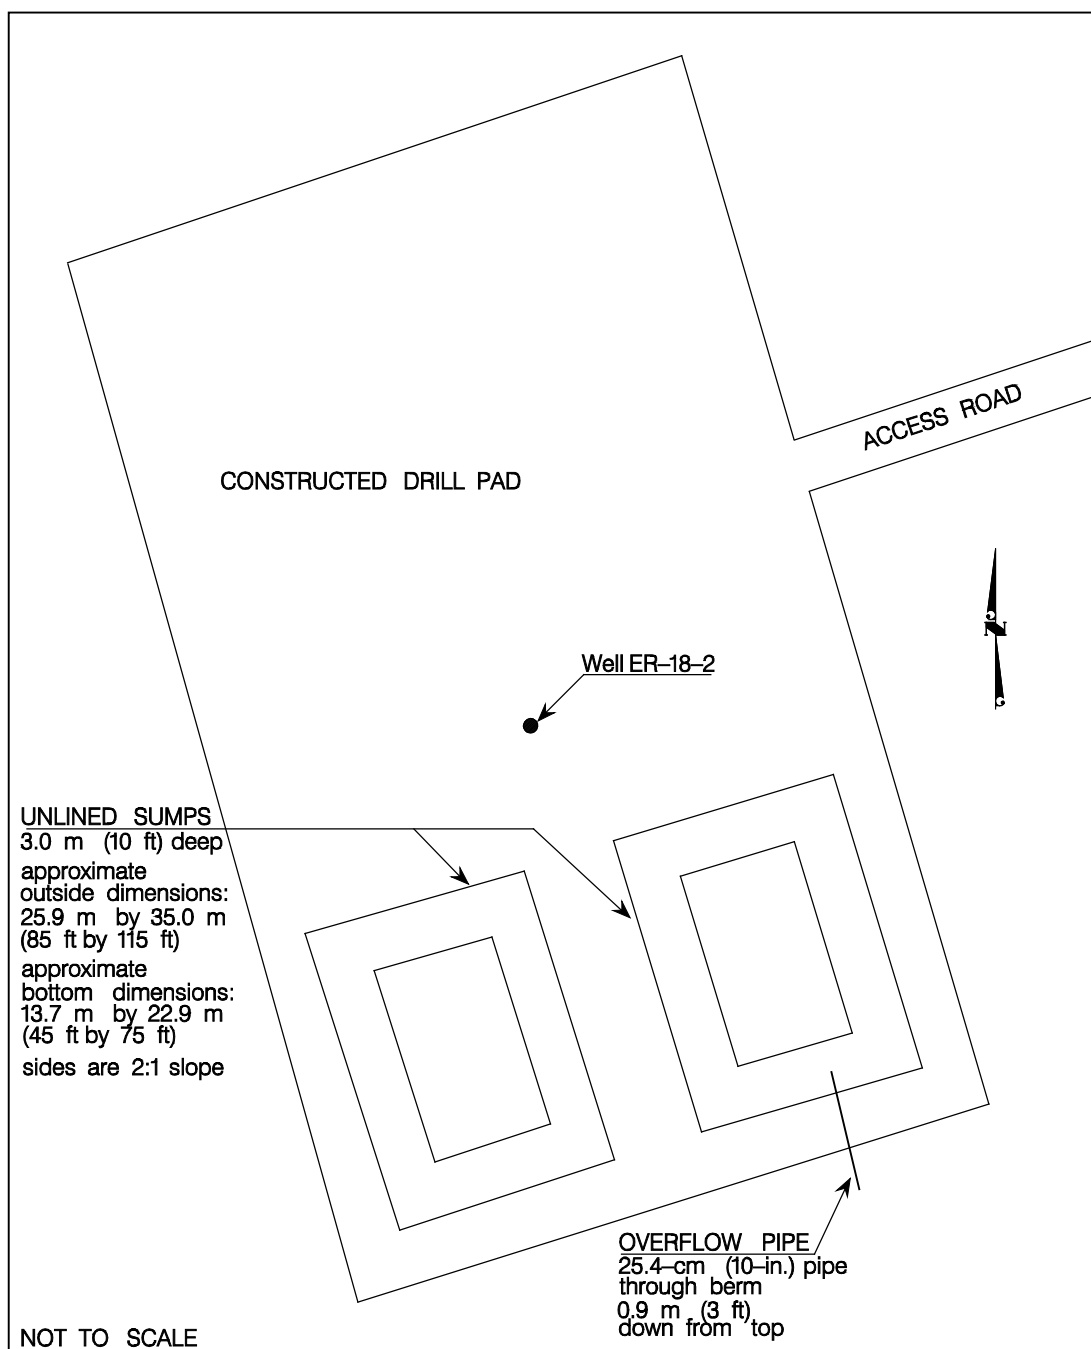 ACCESS ROAD
CONSTRUCTED DRILL PAD
N
Well ER–18–2
UNLINED SUMPS
3.0 m (10 ft) deep
approximate
outside dimensions:
25.9 m by 35.0 m
(85 ft by 115 ft)
approximate
bottom dimensions:
13.7 m by 22.9 m
(45 ft by 75 ft)
sides are 2:1 slope
OVERFLOW PIPE
25.4–cm (10–in.) pipe
through berm
0.9 m (3 ft)
down from top
NOT TO SCALE